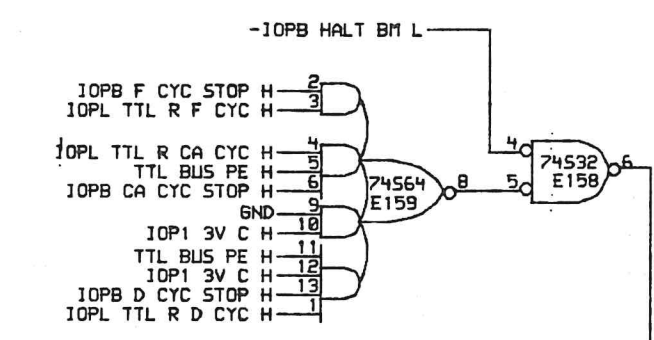 -IOPB HALT BM L
IOPB F CYC STOP H 2
IOPL TTL R F CYC H 3
IOPL TTL R CA CYC H 4
TTL BUS PE H 5
IOPB CA CYC STOP H 6
GND 9
IOP1 3V C H 10
TTL BUS PE H 11
IOP1 3V C H 12
IOPB D CYC STOP H 13
IOPL TTL R D CYC H 1
74S64 8
E159
4
5
74S32 6
E158